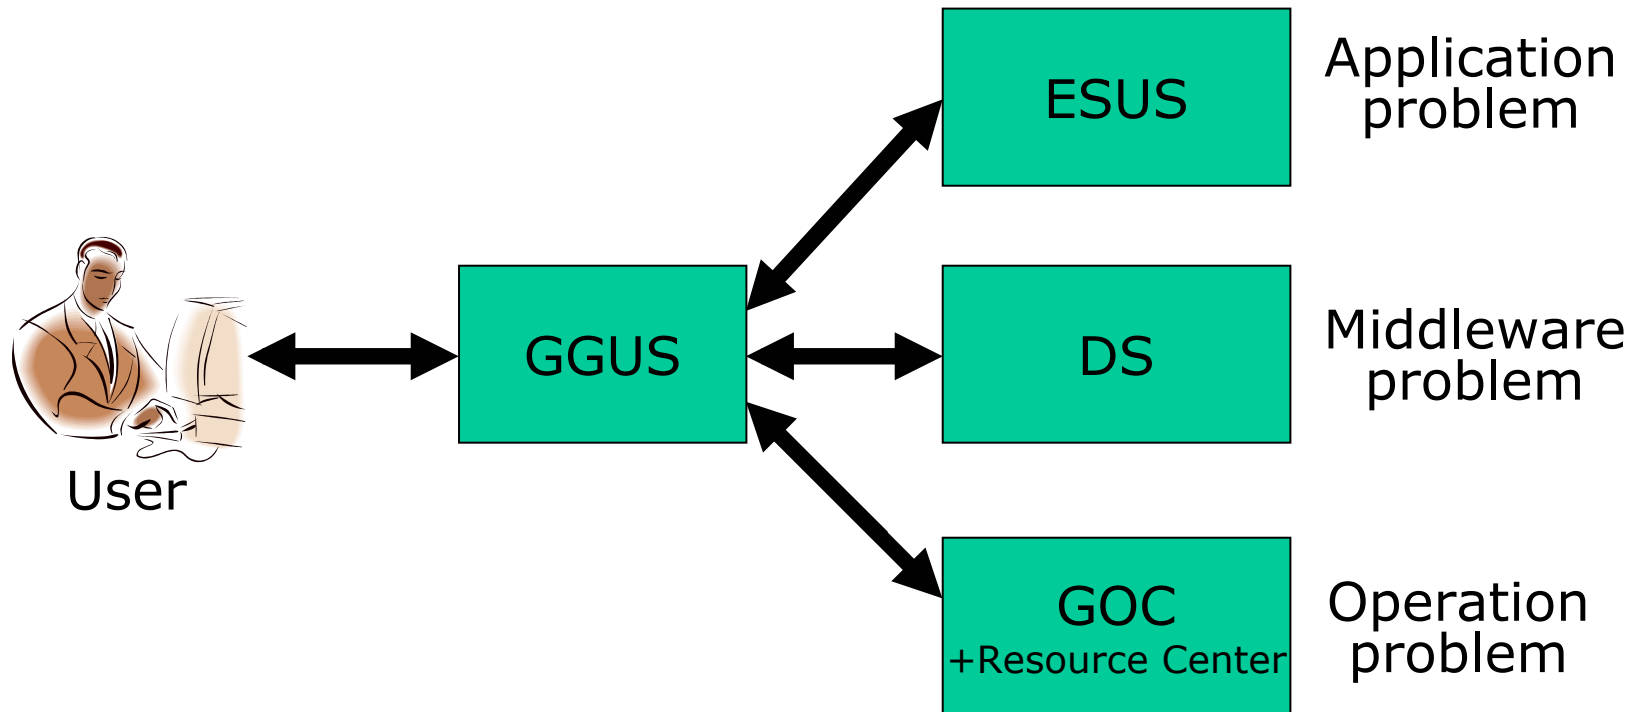 ESUS
Application
problem
GGUS
DS
Middleware
problem
User
GOC
+Resource Center
Operation
problem